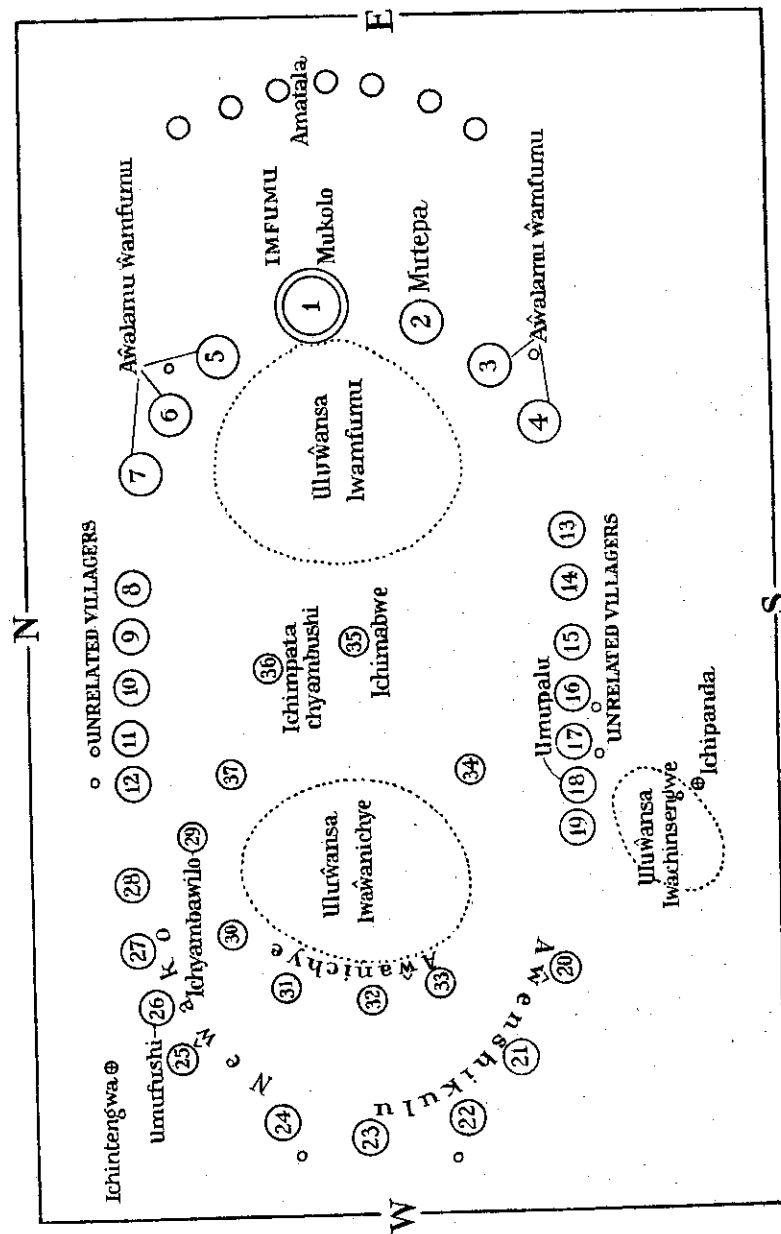 N
E
S
W
Ichintengwa
Umufushi
Ichyambawilo
Neŵako
UNRELATED VILLAGERS
Aŵalamu ŵamfumu
Amatala
IMFUMU
Mukolo
Mutepa
Aŵalamu ŵamfumu
Uluŵansa
lwamfumu
Ichimpata
chyambushi
Ichimabwe
Uluŵansa
lwaŵanichye
Aŵanichye
Aŵenshikulu
Umupalu
UNRELATED VILLAGERS
Uluŵansa
lwachinsengwe
Ichipanda
1
2
3
4
5
6
7
8
9
10
11
12
13
14
15
16
17
18
19
20
21
22
23
24
25
26
27
28
29
30
31
32
33
34
35
36
37